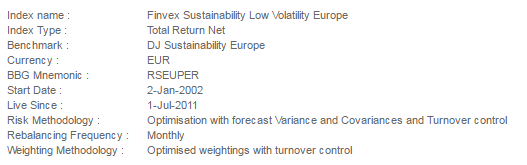 Index name : Finvex Sustainability Low Volatility Europe
Index Type : Total Return Net
Benchmark : DJ Sustainability Europe
Currency : EUR
BBG Mnemonic : RSEUPER
Start Date : 2-Jan-2002
Live Since : 1-Jul-2011
Risk Methodology : Optimisation with forecast Variance and Covariances and Turnover control
Rebalancing Frequency : Monthly
Weighting Methodology : Optimised weightings with turnover control